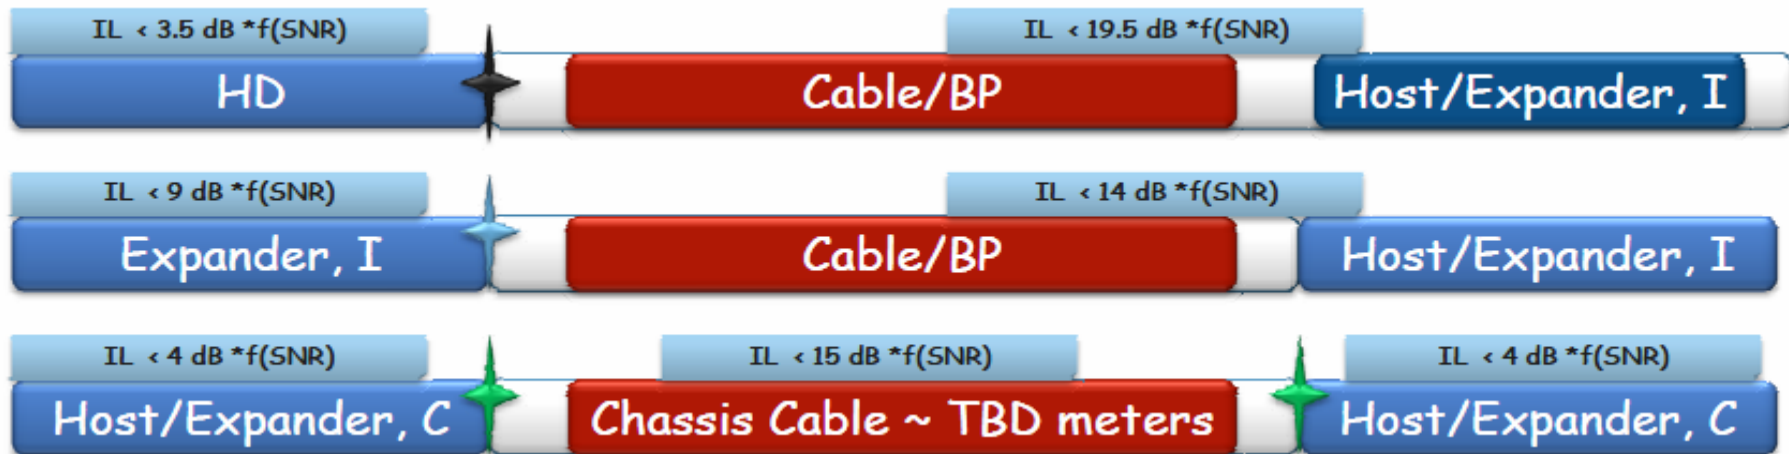 IL < 3.5 dB *f(SNR) IL < 19.5 dB *f(SNR)
HD Cable/BP Host/Expander, I
IL < 9 dB *f(SNR) IL < 14 dB *f(SNR)
Expander, I Cable/BP Host/Expander, I
IL < 4 dB *f(SNR) IL < 15 dB *f(SNR) IL < 4 dB *f(SNR)
Host/Expander, C Chassis Cable ~ TBD meters Host/Expander, C